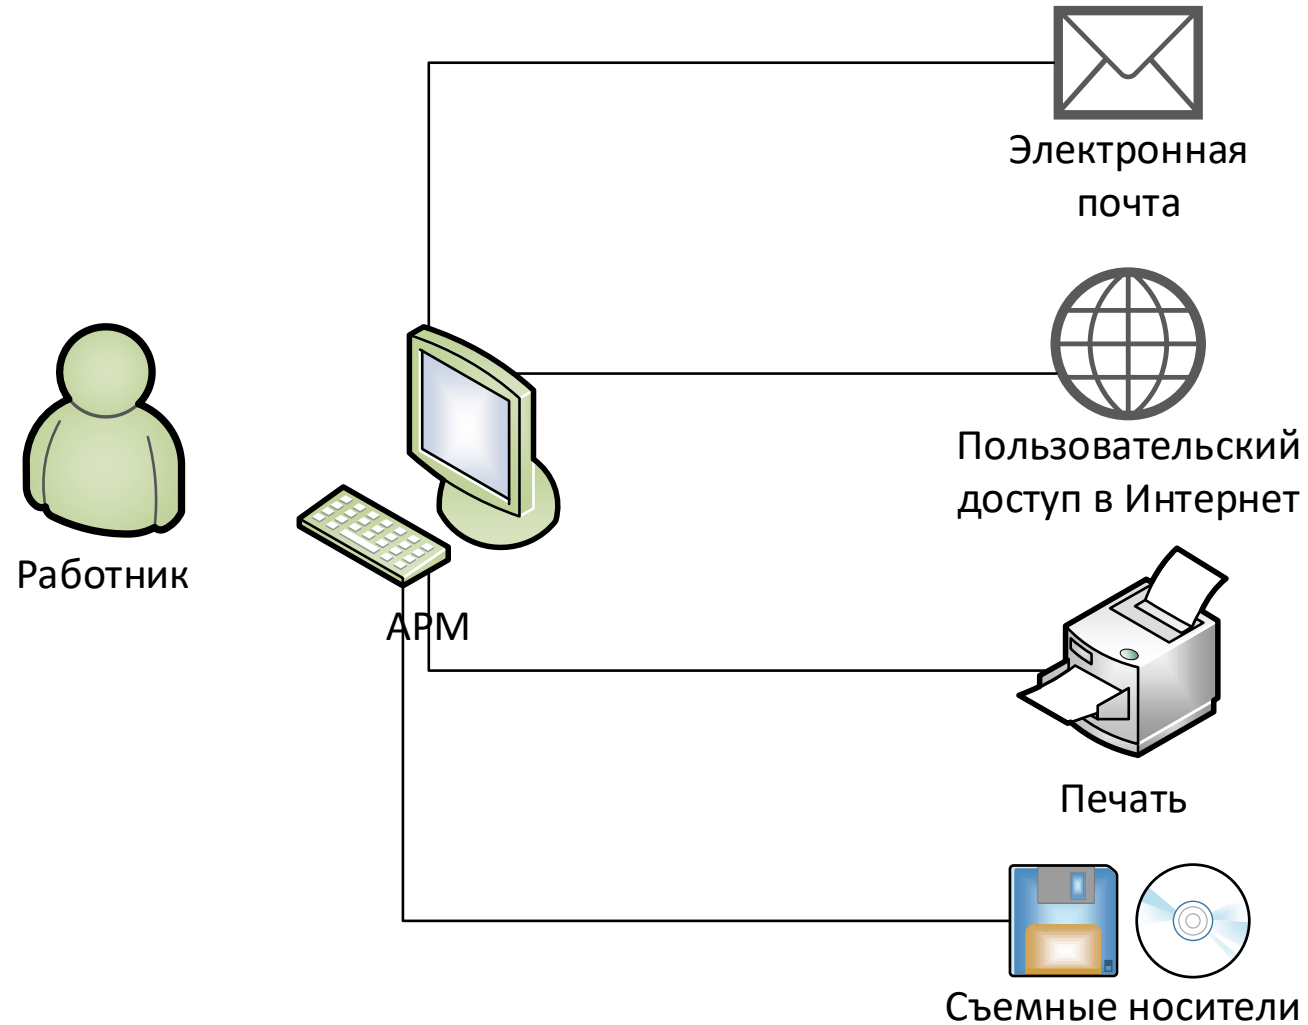 Электронная
почта
Пользовательский
доступ в Интернет
Работник
АРМ
Печать
Съемные носители